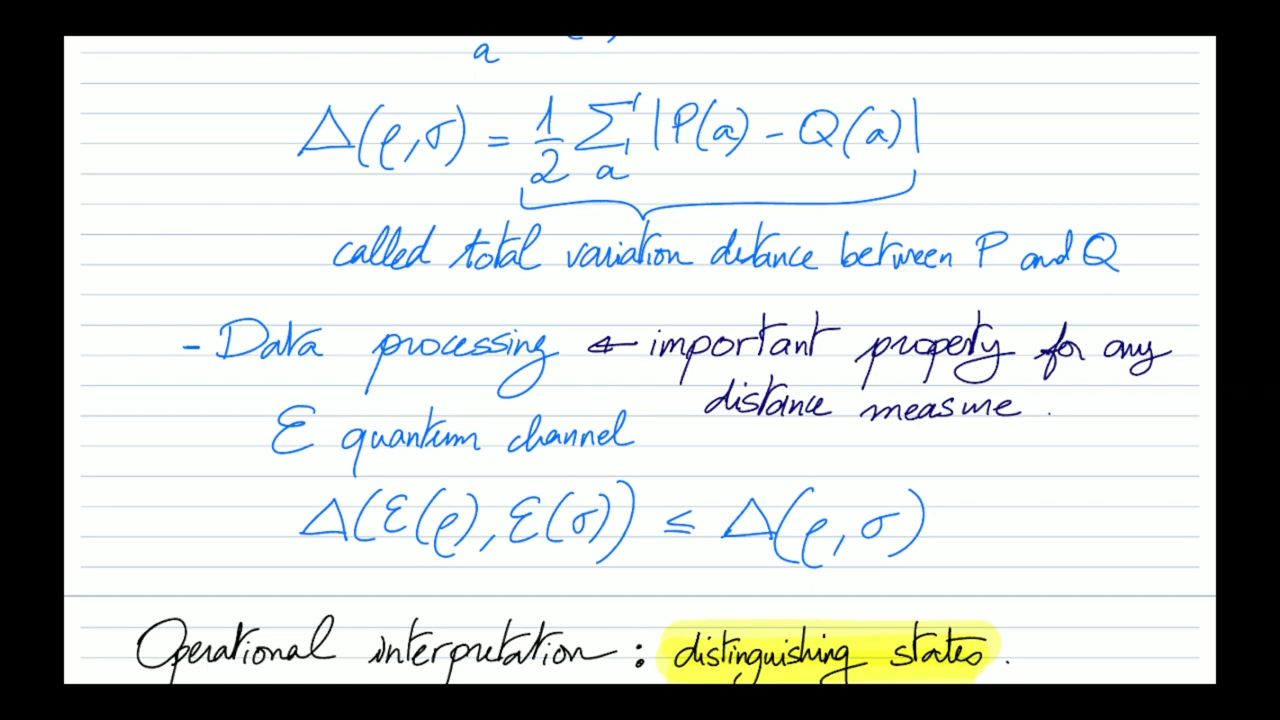 a
Δ(ρ,σ) = 1/2 Σ_a |P(a) - Q(a)|
called total variation distance between P and Q
- Data processing ← important property for any
distance measure.
ℰ quantum channel
Δ(ℰ(ρ), ℰ(σ)) ≤ Δ(ρ,σ)
Operational interpretation : distinguishing states.